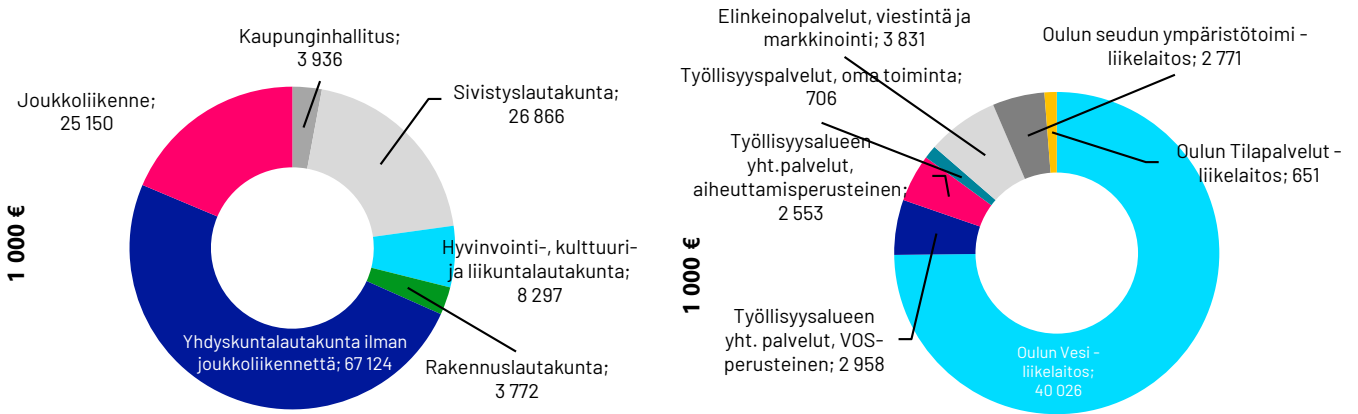 Kaupunginhallitus;
3 936
Joukkoliikenne;
25 150
Sivistyslautakunta;
26 866
Hyvinvointi-, kulttuuri-
ja liikuntalautakunta;
8 297
Yhdyskuntalautakunta ilman
joukkoliikennettä; 67 124
Rakennuslautakunta;
3 772
1 000 €
Elinkeinopalvelut, viestintä ja
markkinointi; 3 831
Oulun seudun ympäristötoimi -
liikelaitos; 2 771
Työllisyyspalvelut, oma toiminta;
706
Työllisyysalueen
yht.palvelut,
aiheuttamisperusteinen;
2 553
Oulun Tilapalvelut -
liikelaitos; 651
Työllisyysalueen
yht. palvelut, VOS-
perusteinen; 2 958
Oulun Vesi -
liikelaitos;
40 026
1 000 €